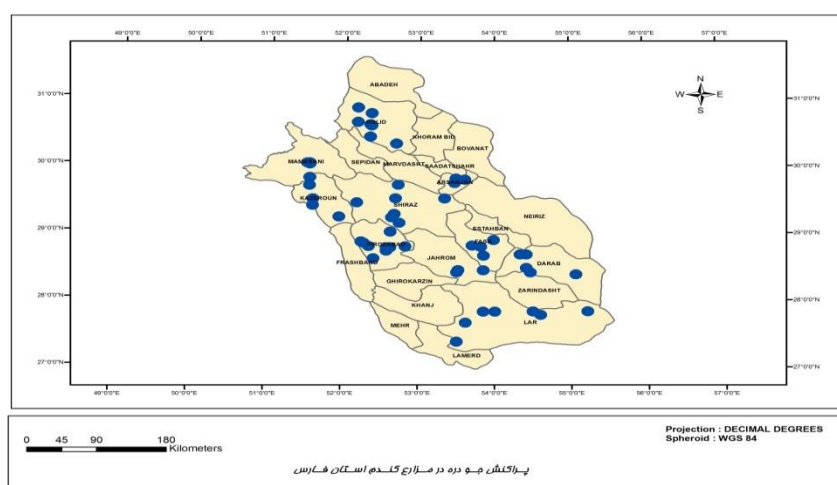 49°0'0"E 50°0'0"E 51°0'0"E 52°0'0"E 53°0'0"E 54°0'0"E 55°0'0"E 56°0'0"E 57°0'0"E
N
W E
S
31°0'0"N 31°0'0"N
30°0'0"N 30°0'0"N
29°0'0"N 29°0'0"N
28°0'0"N 28°0'0"N
27°0'0"N 27°0'0"N
ABADEH
KHORAM BID
BOVANAT
MAMASANI
SEPIDAN
MARVDASHT
SAADATSHAHR
KAZEROUN
SHIRAZ
NEIRIZ
ESTAHBAN
FRASHBAND
JAHROM
DARAB
GHIROKARZIN
ZARINDASHT
KHANJ
MEHR
LAR
LAMERD
49°0'0"E 50°0'0"E 51°0'0"E 52°0'0"E 53°0'0"E 54°0'0"E 55°0'0"E 56°0'0"E 57°0'0"E
0 45 90 180
Kilometers
Projection : DECIMAL DEGREES
Spheroid : WGS 84
پراکنش جو دره در مزارع گندم استان فارس